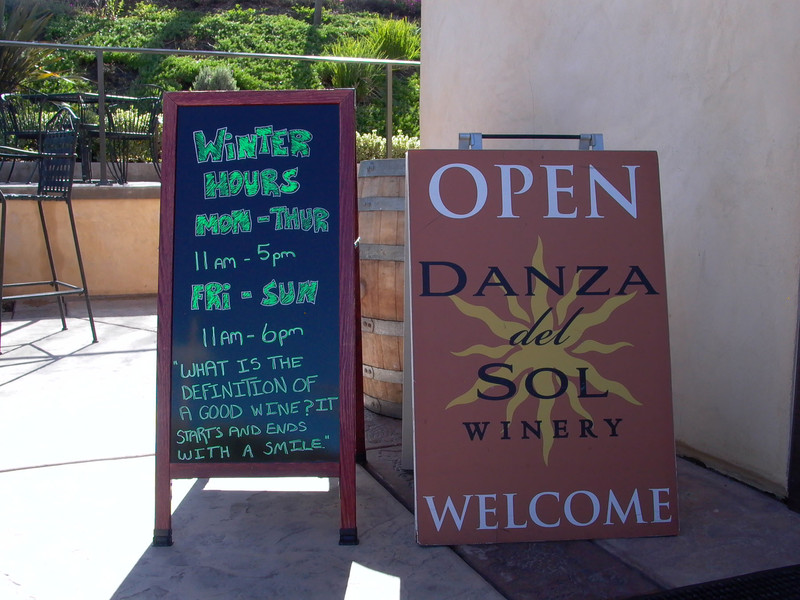 WINTER
HOURS
MON - THUR
11AM - 5pm
FRi - SUN
11AM - 6pm
"WHAT IS THE
DEFINITION OF
A GOOD WINE? IT
STARTS AND ENDS
WITH A SMILE."
OPEN
DANZA
del
SOL
WINERY
WELCOME